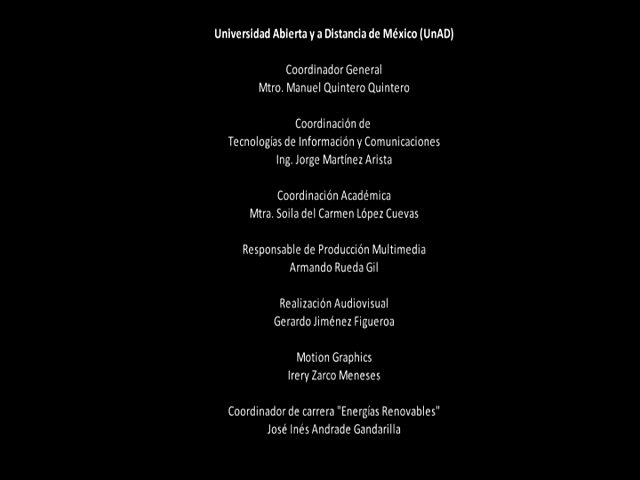 Universidad Abierta y a Distancia de México (UnAD)
Coordinador General
Mtro. Manuel Quintero Quintero
Coordinación de
Tecnologías de Información y Comunicaciones
Ing. Jorge Martínez Arista
Coordinación Académica
Mtra. Soila del Carmen López Cuevas
Responsable de Producción Multimedia
Armando Rueda Gil
Realización Audiovisual
Gerardo Jiménez Figueroa
Motion Graphics
Irery Zarco Meneses
Coordinador de carrera "Energías Renovables"
José Inés Andrade Gandarilla